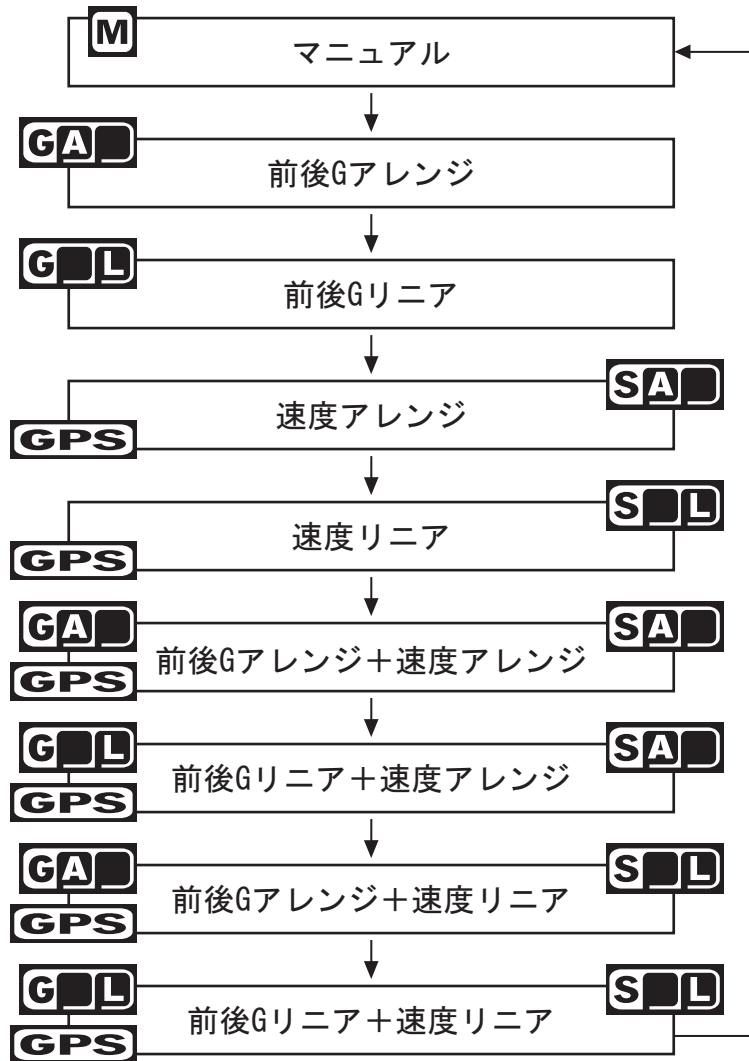 M
マニュアル
GA
前後Gアレンジ
G L
前後Gリニア
SA
速度アレンジ
GPS
S L
速度リニア
GPS
GA SA
前後Gアレンジ＋速度アレンジ
GPS
G L SA
前後Gリニア＋速度アレンジ
GPS
GA S L
前後Gアレンジ＋速度リニア
GPS
G L S L
前後Gリニア＋速度リニア
GPS